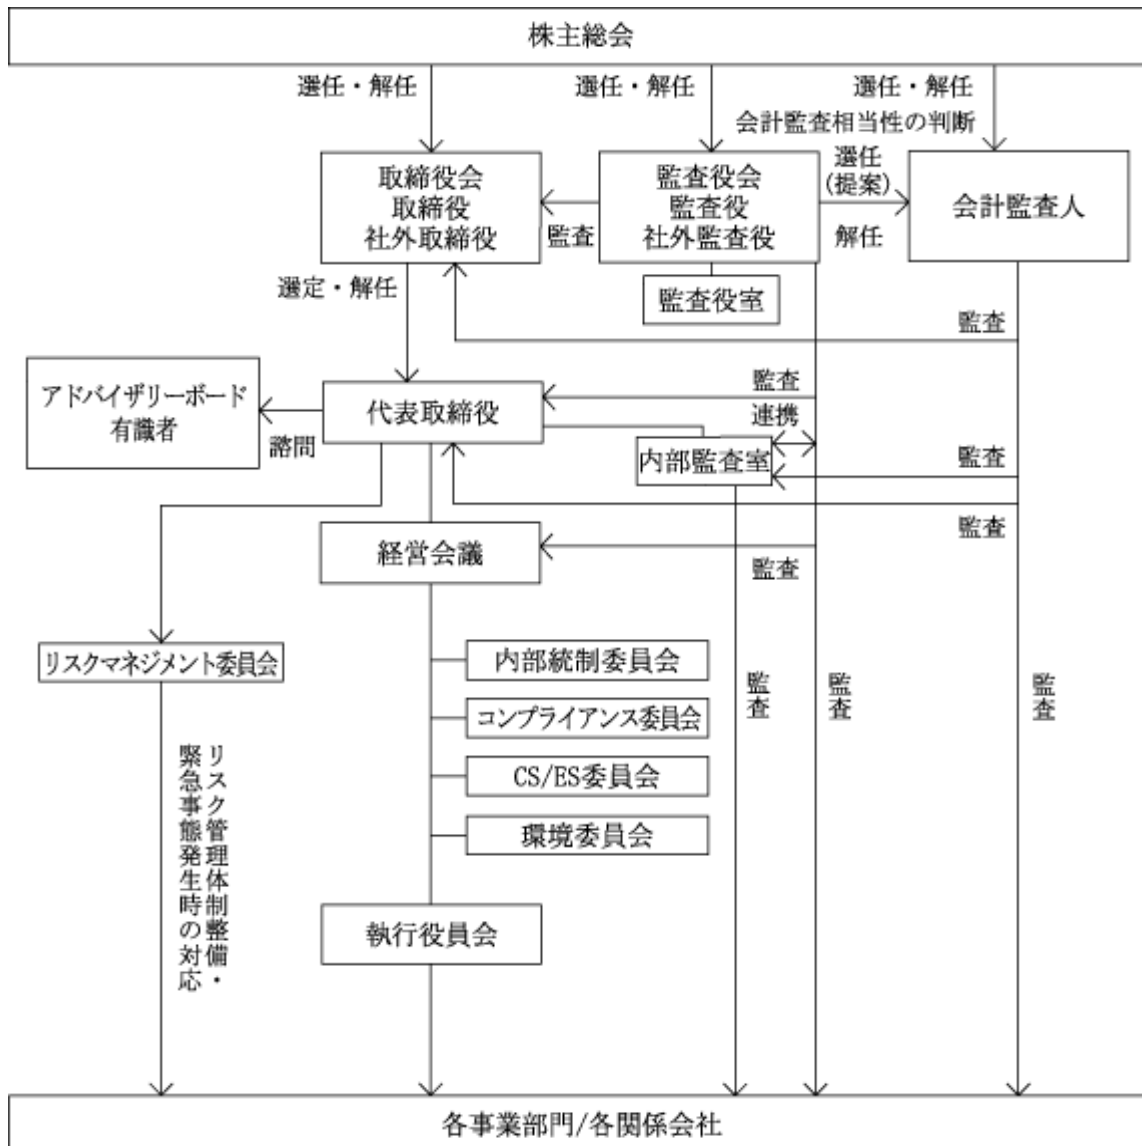 株主総会
選任・解任
選任・解任
選任・解任
会計監査相当性の判断
取締役会
取締役
社外取締役
監査
監査役会
監査役
社外監査役
選任
(提案)
解任
会計監査人
監査役室
選定・解任
監査
アドバイザリーボード
有識者
諮問
代表取締役
監査
連携
内部監査室
監査
監査
経営会議
監査
リスクマネジメント委員会
内部統制委員会
コンプライアンス委員会
CS/ES委員会
環境委員会
監査
監査
監査
リスク管理体制整備・
緊急事態発生時の対応
執行役員会
各事業部門/各関係会社